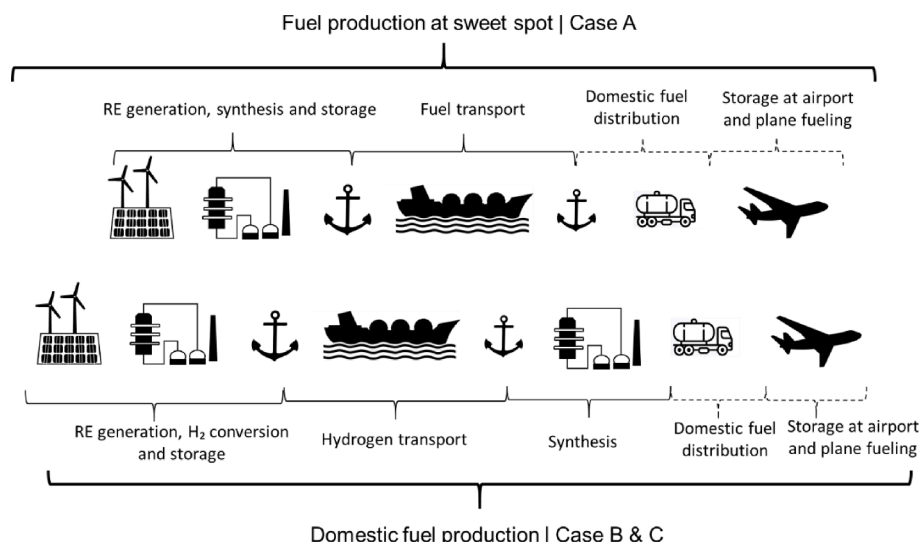 Fuel production at sweet spot | Case A
RE generation, synthesis and storage
Fuel transport
Domestic fuel
distribution
Storage at airport
and plane fueling
RE generation, H₂ conversion
and storage
Hydrogen transport
Synthesis
Domestic fuel
distribution
Storage at airport
and plane fueling
Domestic fuel production | Case B & C